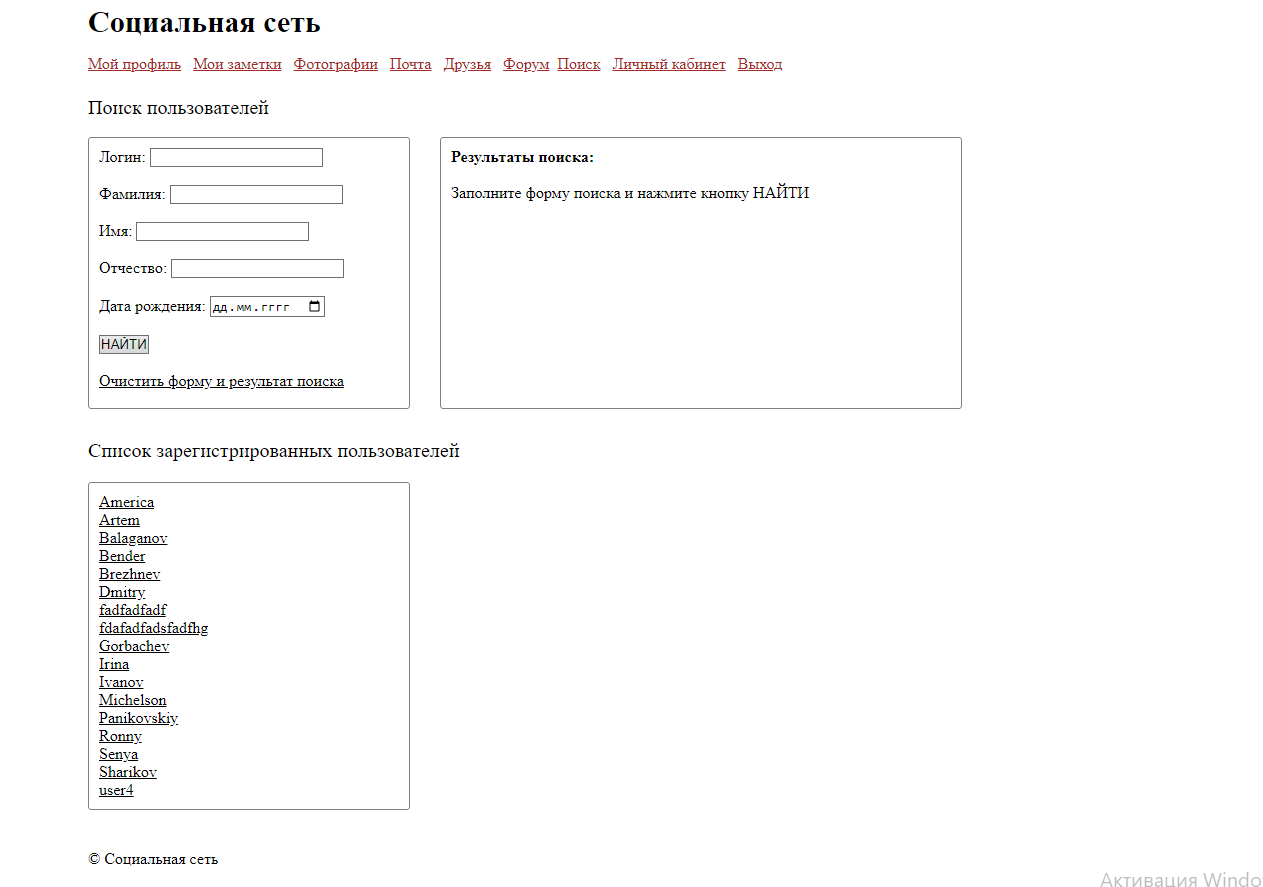 Социальная сеть
Мой профиль Мои заметки Фотографии Почта Друзья Форум Поиск Личный кабинет Выход
Поиск пользователей
Логин:
Фамилия:
Имя:
Отчество:
Дата рождения: дд.мм.гггг
НАЙТИ
Очистить форму и результат поиска
Результаты поиска:
Заполните форму поиска и нажмите кнопку НАЙТИ
Список зарегистрированных пользователей
America
Artem
Balaganov
Bender
Brezhnev
Dmitry
fadfadfadf
fdafadfadsfadfhg
Gorbachev
Irina
Ivanov
Michelson
Panikovskiy
Ronny
Senya
Sharikov
user4
© Социальная сеть
Активация Windo